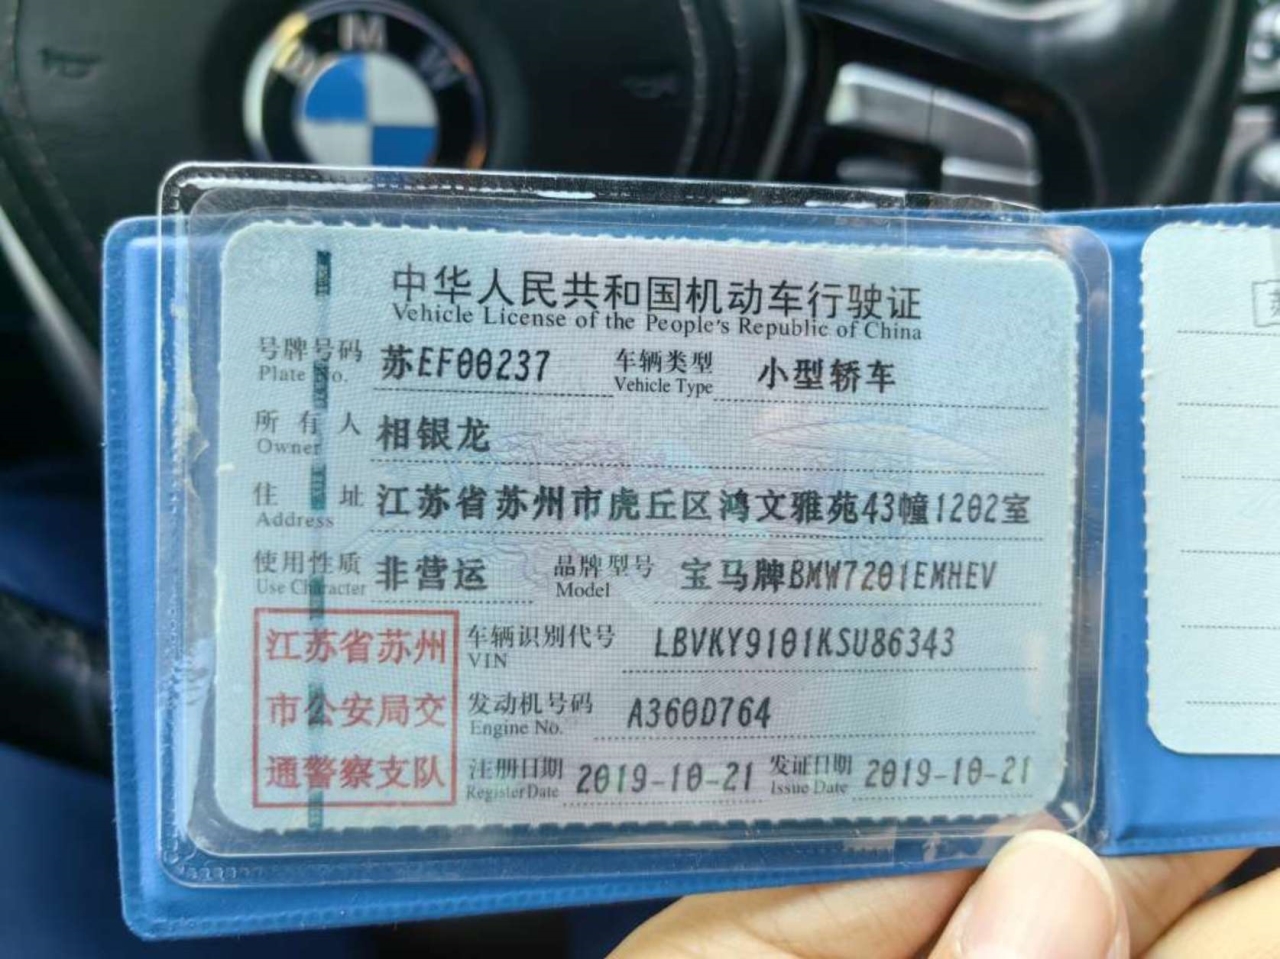 BMW
中华人民共和国机动车行驶证
Vehicle License of the People's Republic of China
号牌号码 苏EF00237 车辆类型 小型轿车
Plate No. Vehicle Type
所有人 相银龙
Owner
住址 江苏省苏州市虎丘区鸿文雅苑43幢1202室
Address
使用性质 非营运 品牌型号 宝马牌BMW7201EMHEV
Use Character Model
江苏省苏州
市公安局交
通警察支队
车辆识别代号 LBVKY9101KSU86343
VIN
发动机号码 A360D764
Engine No.
注册日期 2019-10-21 发证日期 2019-10-21
Register Date Issue Date